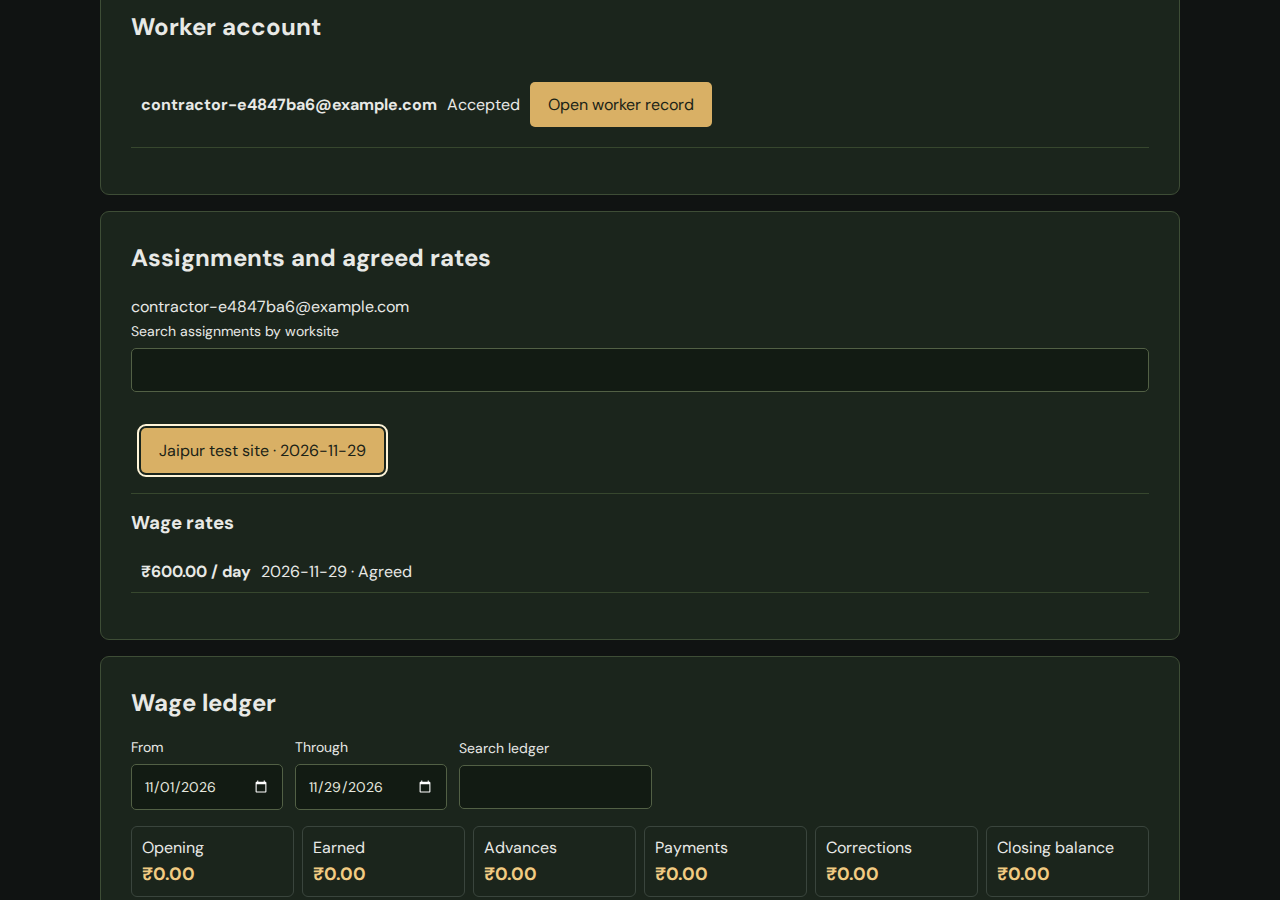 Worker account
contractor-e4847ba6@example.com Accepted Open worker record
Assignments and agreed rates
contractor-e4847ba6@example.com
Search assignments by worksite
Jaipur test site · 2026-11-29
Wage rates
₹600.00 / day 2026-11-29 · Agreed
Wage ledger
From Through Search ledger
11/01/2026 11/29/2026
Opening Earned Advances Payments Corrections Closing balance
₹0.00 ₹0.00 ₹0.00 ₹0.00 ₹0.00 ₹0.00